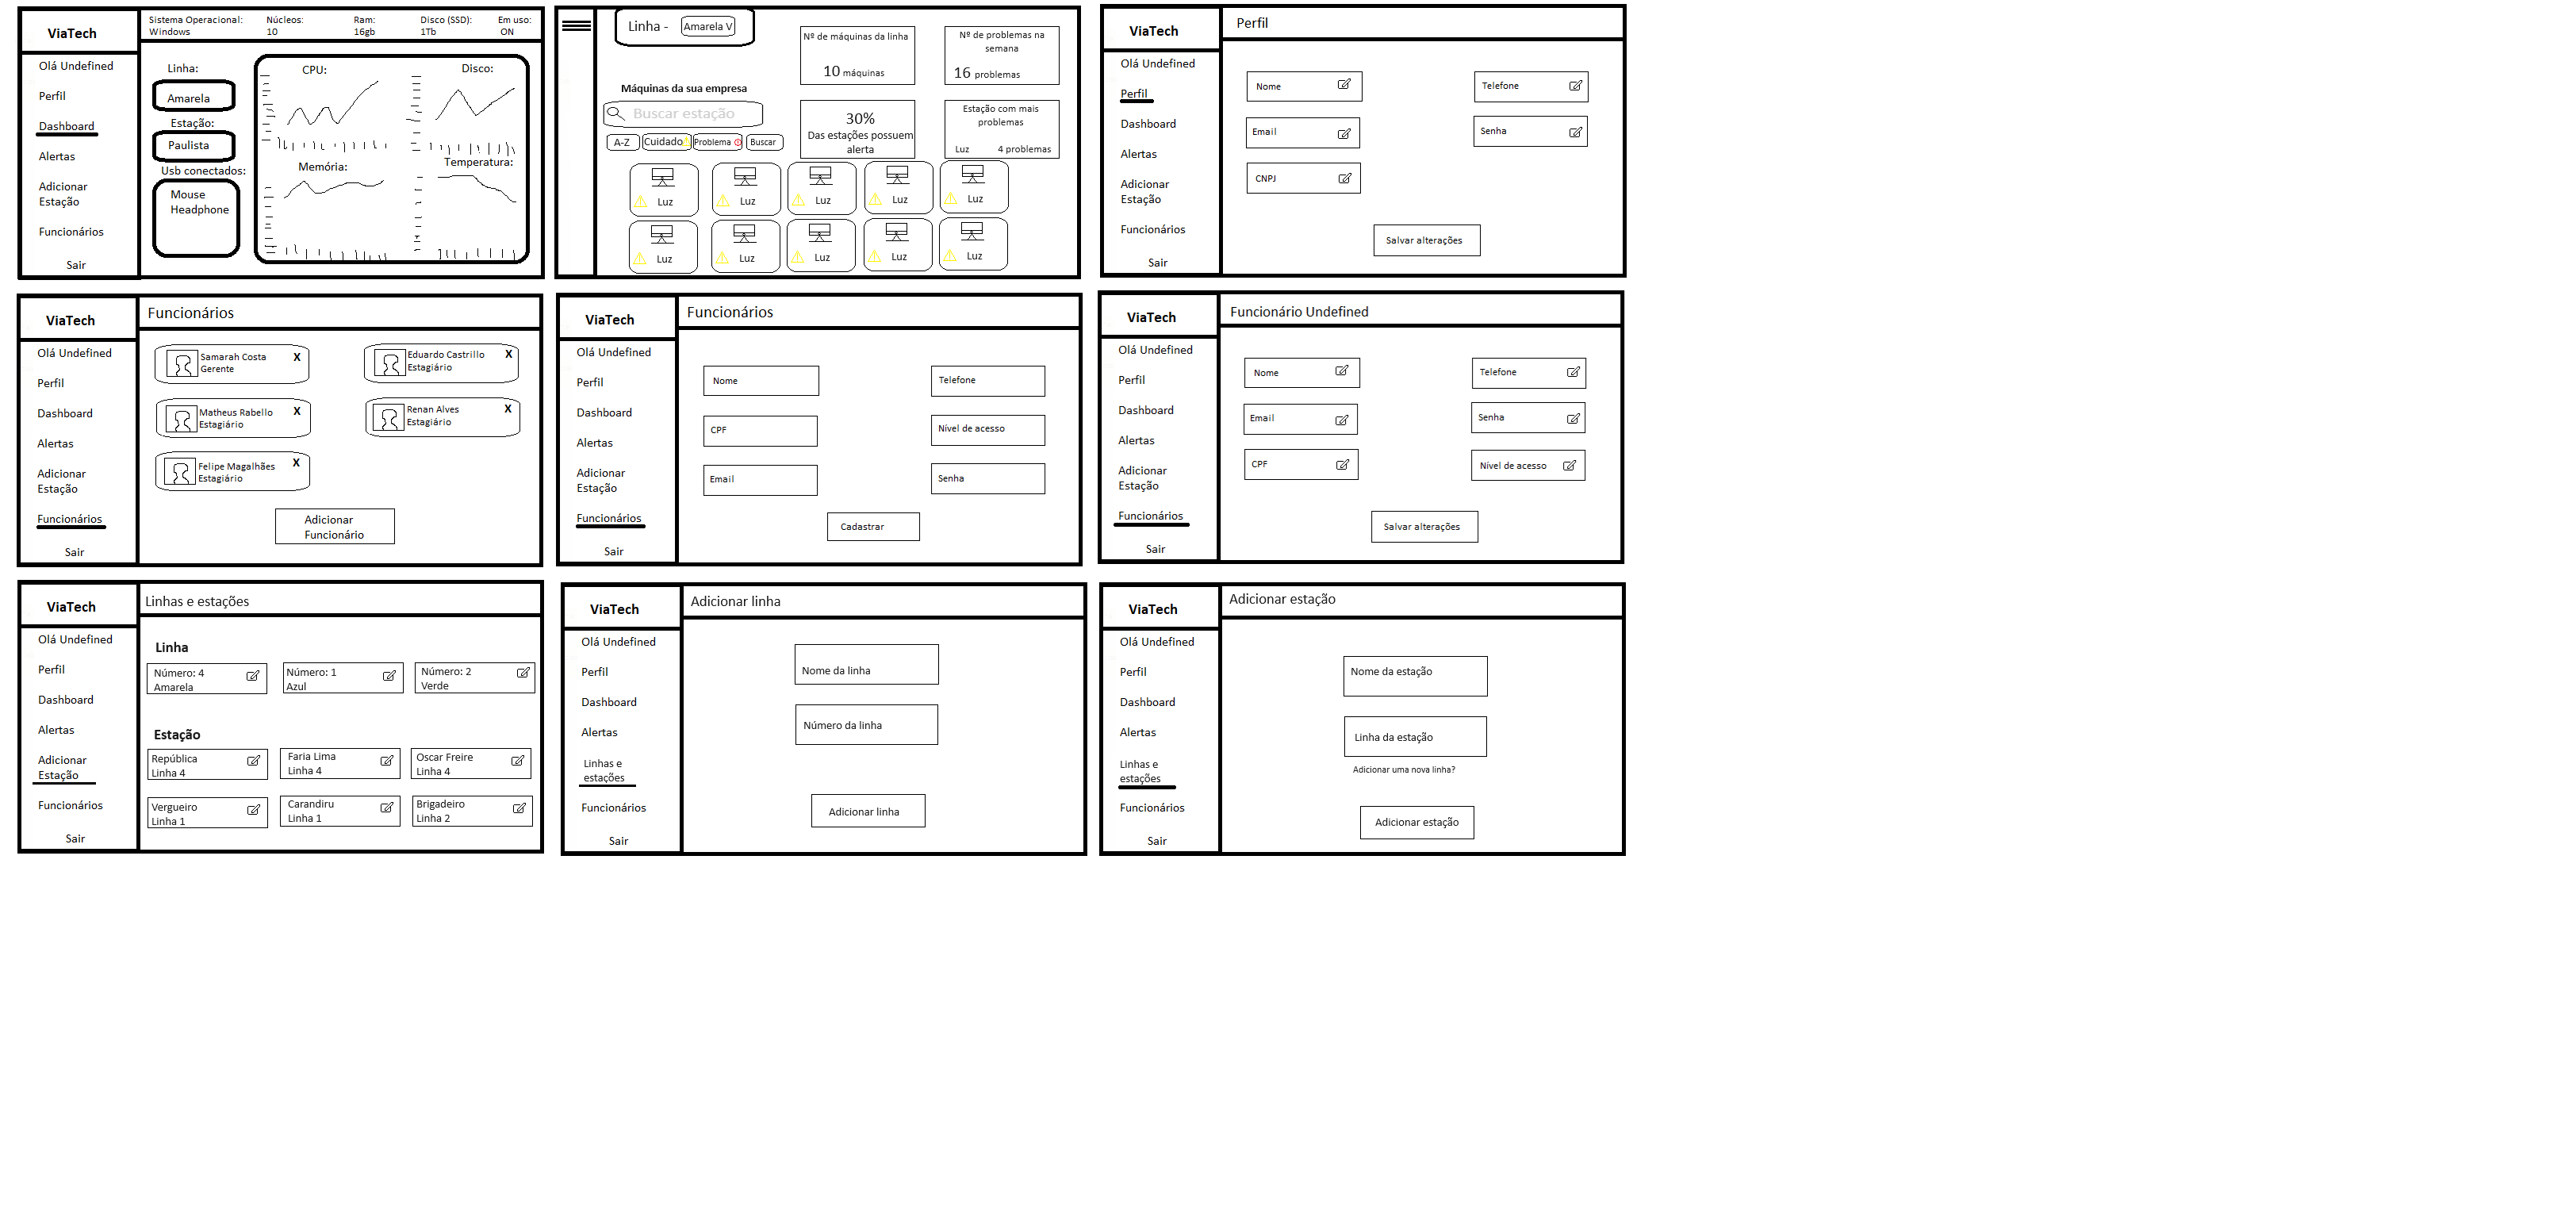 ViaTech
Olá Undefined
Perfil
Dashboard
Alertas
Adicionar
Estação
Funcionários
Sair
Sistema Operacional:
Windows
Núcleos:
10
Ram:
16gb
Disco (SSD):
1Tb
Em uso:
ON
Linha:
Amarela
Estação:
Paulista
Usb conectados:
Mouse
Headphone
CPU:
Disco:
Memória:
Temperatura:
Linha - Amarela V
Máquinas da sua empresa
Buscar estação
A-Z Cuidado Problema Buscar
Nº de máquinas da linha
10 máquinas
Nº de problemas na
semana
16 problemas
30%
Das estações possuem
alerta
Estação com mais
problemas
Luz 4 problemas
Luz Luz Luz Luz Luz
Luz Luz Luz Luz Luz
ViaTech
Olá Undefined
Perfil
Dashboard
Alertas
Adicionar
Estação
Funcionários
Sair
Perfil
Nome
Telefone
Email
Senha
CNPJ
Salvar alterações
ViaTech
Olá Undefined
Perfil
Dashboard
Alertas
Adicionar
Estação
Funcionários
Sair
Funcionários
Samarah Costa
Gerente
X
Eduardo Castrillo
Estagiário
X
Matheus Rabello
Estagiário
X
Renan Alves
Estagiário
X
Felipe Magalhães
Estagiário
X
Adicionar
Funcionário
ViaTech
Olá Undefined
Perfil
Dashboard
Alertas
Adicionar
Estação
Funcionários
Sair
Funcionários
Nome
Telefone
CPF
Nível de acesso
Email
Senha
Cadastrar
ViaTech
Olá Undefined
Perfil
Dashboard
Alertas
Adicionar
Estação
Funcionários
Sair
Funcionário Undefined
Nome
Telefone
Email
Senha
CPF
Nível de acesso
Salvar alterações
ViaTech
Olá Undefined
Perfil
Dashboard
Alertas
Adicionar
Estação
Funcionários
Sair
Linhas e estações
Linha
Número: 4
Amarela
Número: 1
Azul
Número: 2
Verde
Estação
República
Linha 4
Faria Lima
Linha 4
Oscar Freire
Linha 4
Vergueiro
Linha 1
Carandiru
Linha 1
Brigadeiro
Linha 2
ViaTech
Olá Undefined
Perfil
Dashboard
Alertas
Linhas e
estações
Funcionários
Sair
Adicionar linha
Nome da linha
Número da linha
Adicionar linha
ViaTech
Olá Undefined
Perfil
Dashboard
Alertas
Linhas e
estações
Funcionários
Sair
Adicionar estação
Nome da estação
Linha da estação
Adicionar uma nova linha?
Adicionar estação